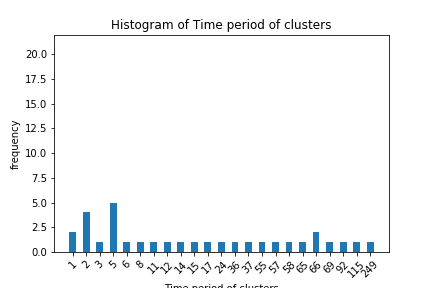 Histogram of Time period of clusters
20.0
17.5
15.0
12.5
10.0
7.5
5.0
2.5
0.0
frequency
1 2 3 5 6 8 11 12 14 15 17 24 36 37 55 57 58 65 66 69 92 115 249
Time period of clusters